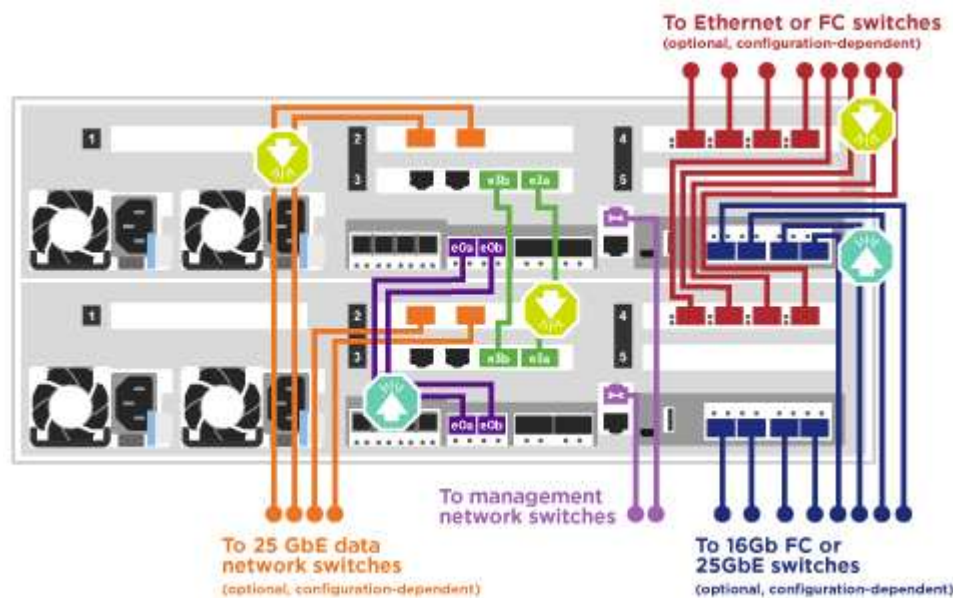 To Ethernet or FC switches
(optional, configuration-dependent)
1
2
4
3
e3b
e3a
5
e0a
e0b
1
2
4
3
e3b
e3a
5
e0a
e0b
To management
network switches
To 25 GbE data
network switches
(optional, configuration-dependent)
To 16Gb FC or
25GbE switches
(optional, configuration-dependent)